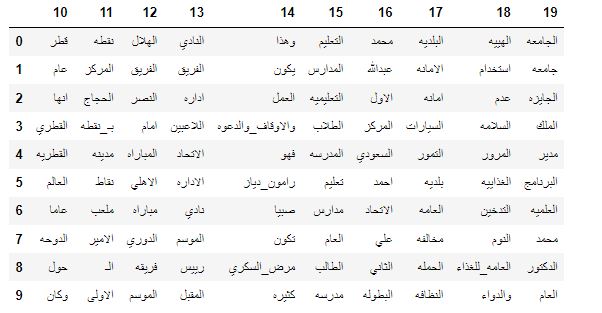 10 11 12 13 14 15 16 17 18 19
0 قطر نقطه الهلال النادي وهذا التعليم محمد البلديه الهييه الجامعه
1 عام المركز الفريق الفريق يكون المدارس عبدالله الامانه استخدام جامعه
2 انها الحجاج النصر اداره العمل التعليميه الاول امانه عدم الجايزه
3 القطري بـ_نقطه امام اللاعبين والاوقاف_والدعوه الطلاب المركز السيارات السلامه الملك
4 القطريه مدينه المباراه الاتحاد فهو المدرسه السعودي التمور المرور مدير
5 العالم نقاط الاهلي الاداره رامون_دياز تعليم احمد بلديه الغذاييه البرنامج
6 عاما ملعب مباراه نادي صبيا مدارس الاتحاد العامه التدخين العلميه
7 الدوحه الامير الدوري الموسم تكون العام علي مخالفه النوم محمد
8 حول الـ فريقه رييس مرض_السكري الطالب الثاني الحمله العامه_للغذاء الدكتور
9 وكان الاولى الموسم المقبل كثيره مدرسه البطوله النظافه والدواء العام